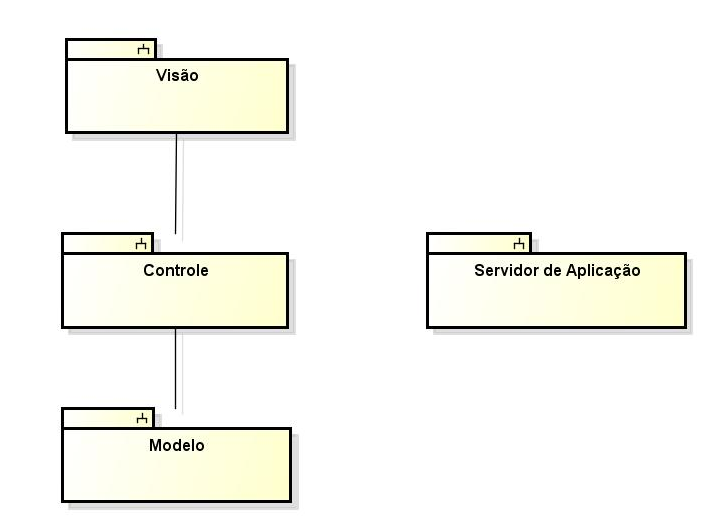 Visão
Controle
Servidor de Aplicação
Modelo